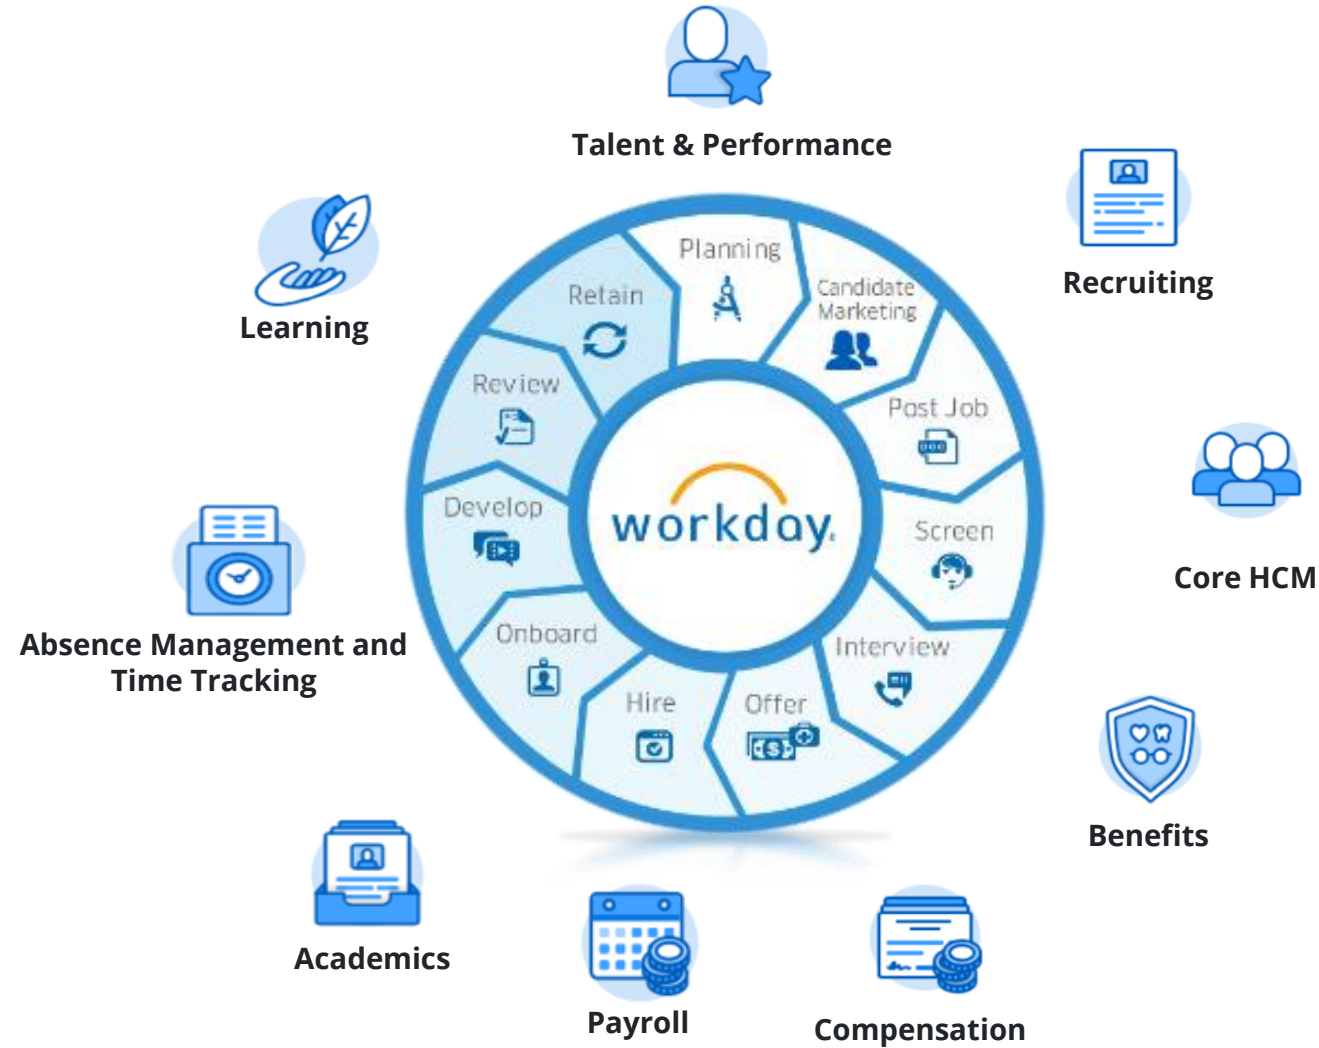 Talent & Performance
Recruiting
Learning
Core HCM
Absence Management and
Time Tracking
Benefits
Academics
Payroll
Compensation
Planning
Candidate
Marketing
Post Job
Screen
Interview
Offer
Hire
Onboard
Develop
Review
Retain
workday